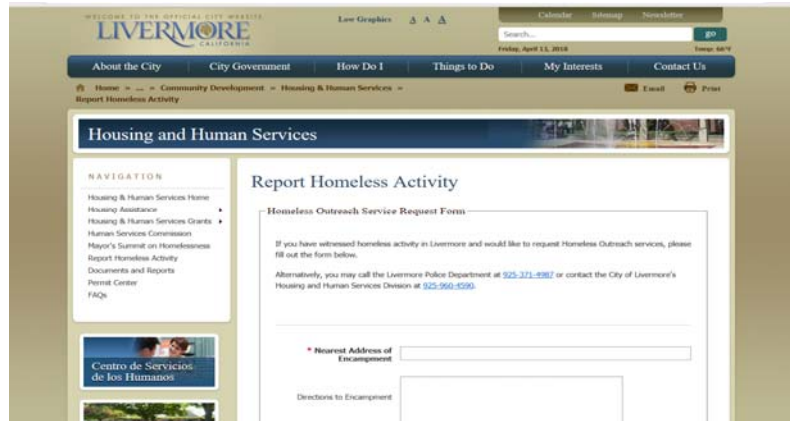 WELCOME TO THE OFFICIAL CITY WEBSITE
LIVERMORE
CALIFORNIA
Low Graphics A A A
Calendar Sitemap Newsletter
Search... go
Friday, April 13, 2018 Temp: 66°F
About the City City Government How Do I Things to Do My Interests Contact Us
Home » ... » Community Development » Housing & Human Services »
Report Homeless Activity
Email Print
Housing and Human Services
NAVIGATION
Housing & Human Services Home
Housing Assistance
Housing & Human Services Grants
Human Services Commission
Mayor's Summit on Homelessness
Report Homeless Activity
Documents and Reports
Permit Center
FAQs
Centro de Servicios
de los Humanos
Report Homeless Activity
Homeless Outreach Service Request Form
If you have witnessed homeless activity in Livermore and would like to request Homeless Outreach services, please
fill out the form below.
Alternatively, you may call the Livermore Police Department at 925-371-4987 or contact the City of Livermore's
Housing and Human Services Division at 925-960-4590.
* Nearest Address of
Encampment
Directions to Encampment